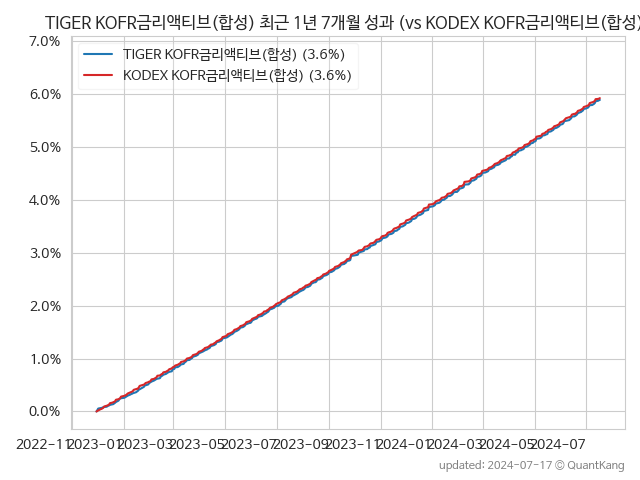 TIGER KOFR금리액티브(합성) 최근 1년 7개월 성과 (vs KODEX KOFR금리액티브(합성)
7.0%
TIGER KOFR금리액티브(합성) (3.6%)
KODEX KOFR금리액티브(합성) (3.6%)
6.0%
5.0%
4.0%
3.0%
2.0%
1.0%
0.0%
2022-11 2023-01 2023-03 2023-05 2023-07 2023-09 2023-11 2024-01 2024-03 2024-05 2024-07
updated: 2024-07-17 © QuantKang